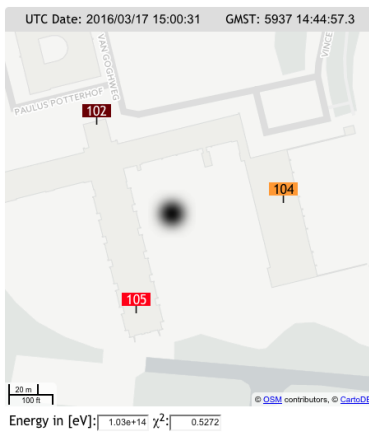 UTC Date: 2016/03/17 15:00:31 GMST: 5937 14:44:57.3
VAN GOGHWEG
VINCE
PAULUS POTTERHOF
102
104
105
20 m
100 ft
© OSM contributors, © CartoDB
Energy in [eV]: 1.03e+14 χ²: 0.5272